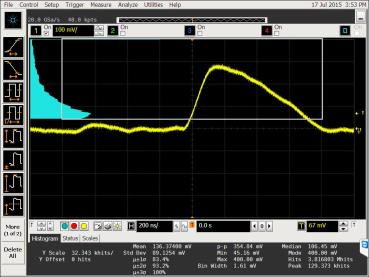 File Control Setup Trigger Measure Analyze Utilities Help 17 Jul 2015 3:53 PM
20.0 GSa/s 40.0 kpts
1 On 100 mV/ 2 On 3 On 4 On
More (1 of 2)
Delete All
H 200 ns/ 0.0 s T 67 mV
Histogram Status Scales
Mean 136.37400 mV p-p 354.84 mV Median 106.45 mV
Y Scale 32.343 khits/ Std Dev 89.1254 mV Min 45.16 mV Mode 400.00 mV
Y Offset 0 hits μ±1σ 83.4% Max 400.00 mV Hits 3.816803 Mhits
μ±2σ 93.2% Bin Width 1.61 mV Peak 129.373 khits
μ±3σ 100%